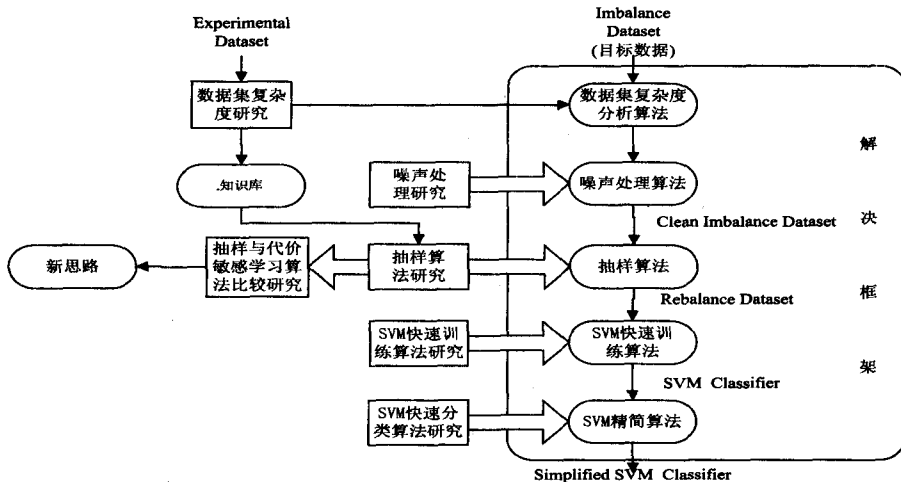 Experimental
Dataset
Imbalance
Dataset
(目标数据)
数据集复杂
度研究
数据集复杂度
分析算法
解
知识库
噪声处
理研究
噪声处理算法
Clean Imbalance Dataset
决
新思路
抽样与代价
敏感学习算
法比较研究
抽样算
法研究
抽样算法
Rebalance Dataset
框
SVM快速训
练算法研究
SVM快速训
练算法
架
SVM Classifier
SVM快速分
类算法研究
SVM精简算法
Simplified SVM Classifier